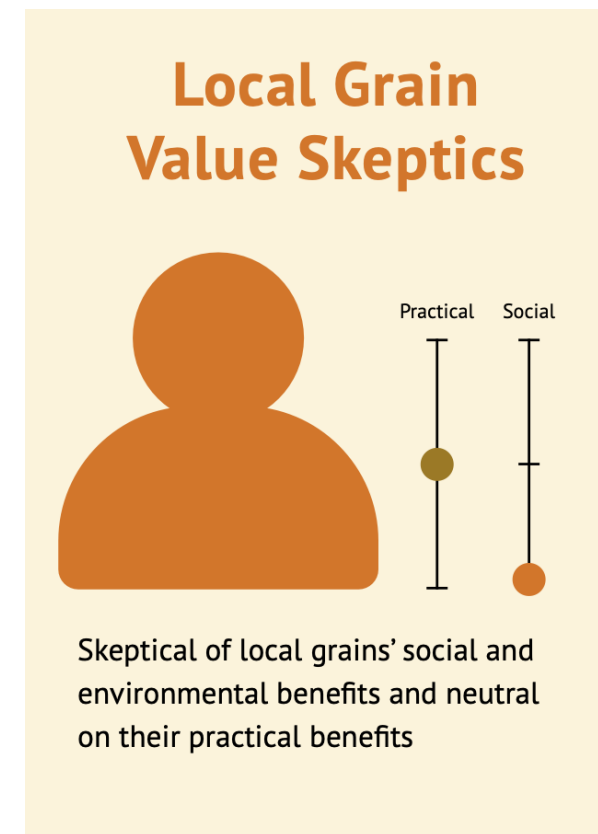 Local Grain
Value Skeptics
Practical Social
Skeptical of local grains’ social and
environmental benefits and neutral
on their practical benefits